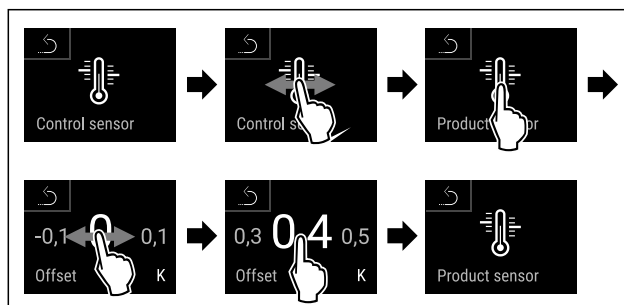 Control sensor
Control s
Product or
-0,1 0 0,1
Offset K
0,3 0,4 0,5
Offset K
Product sensor